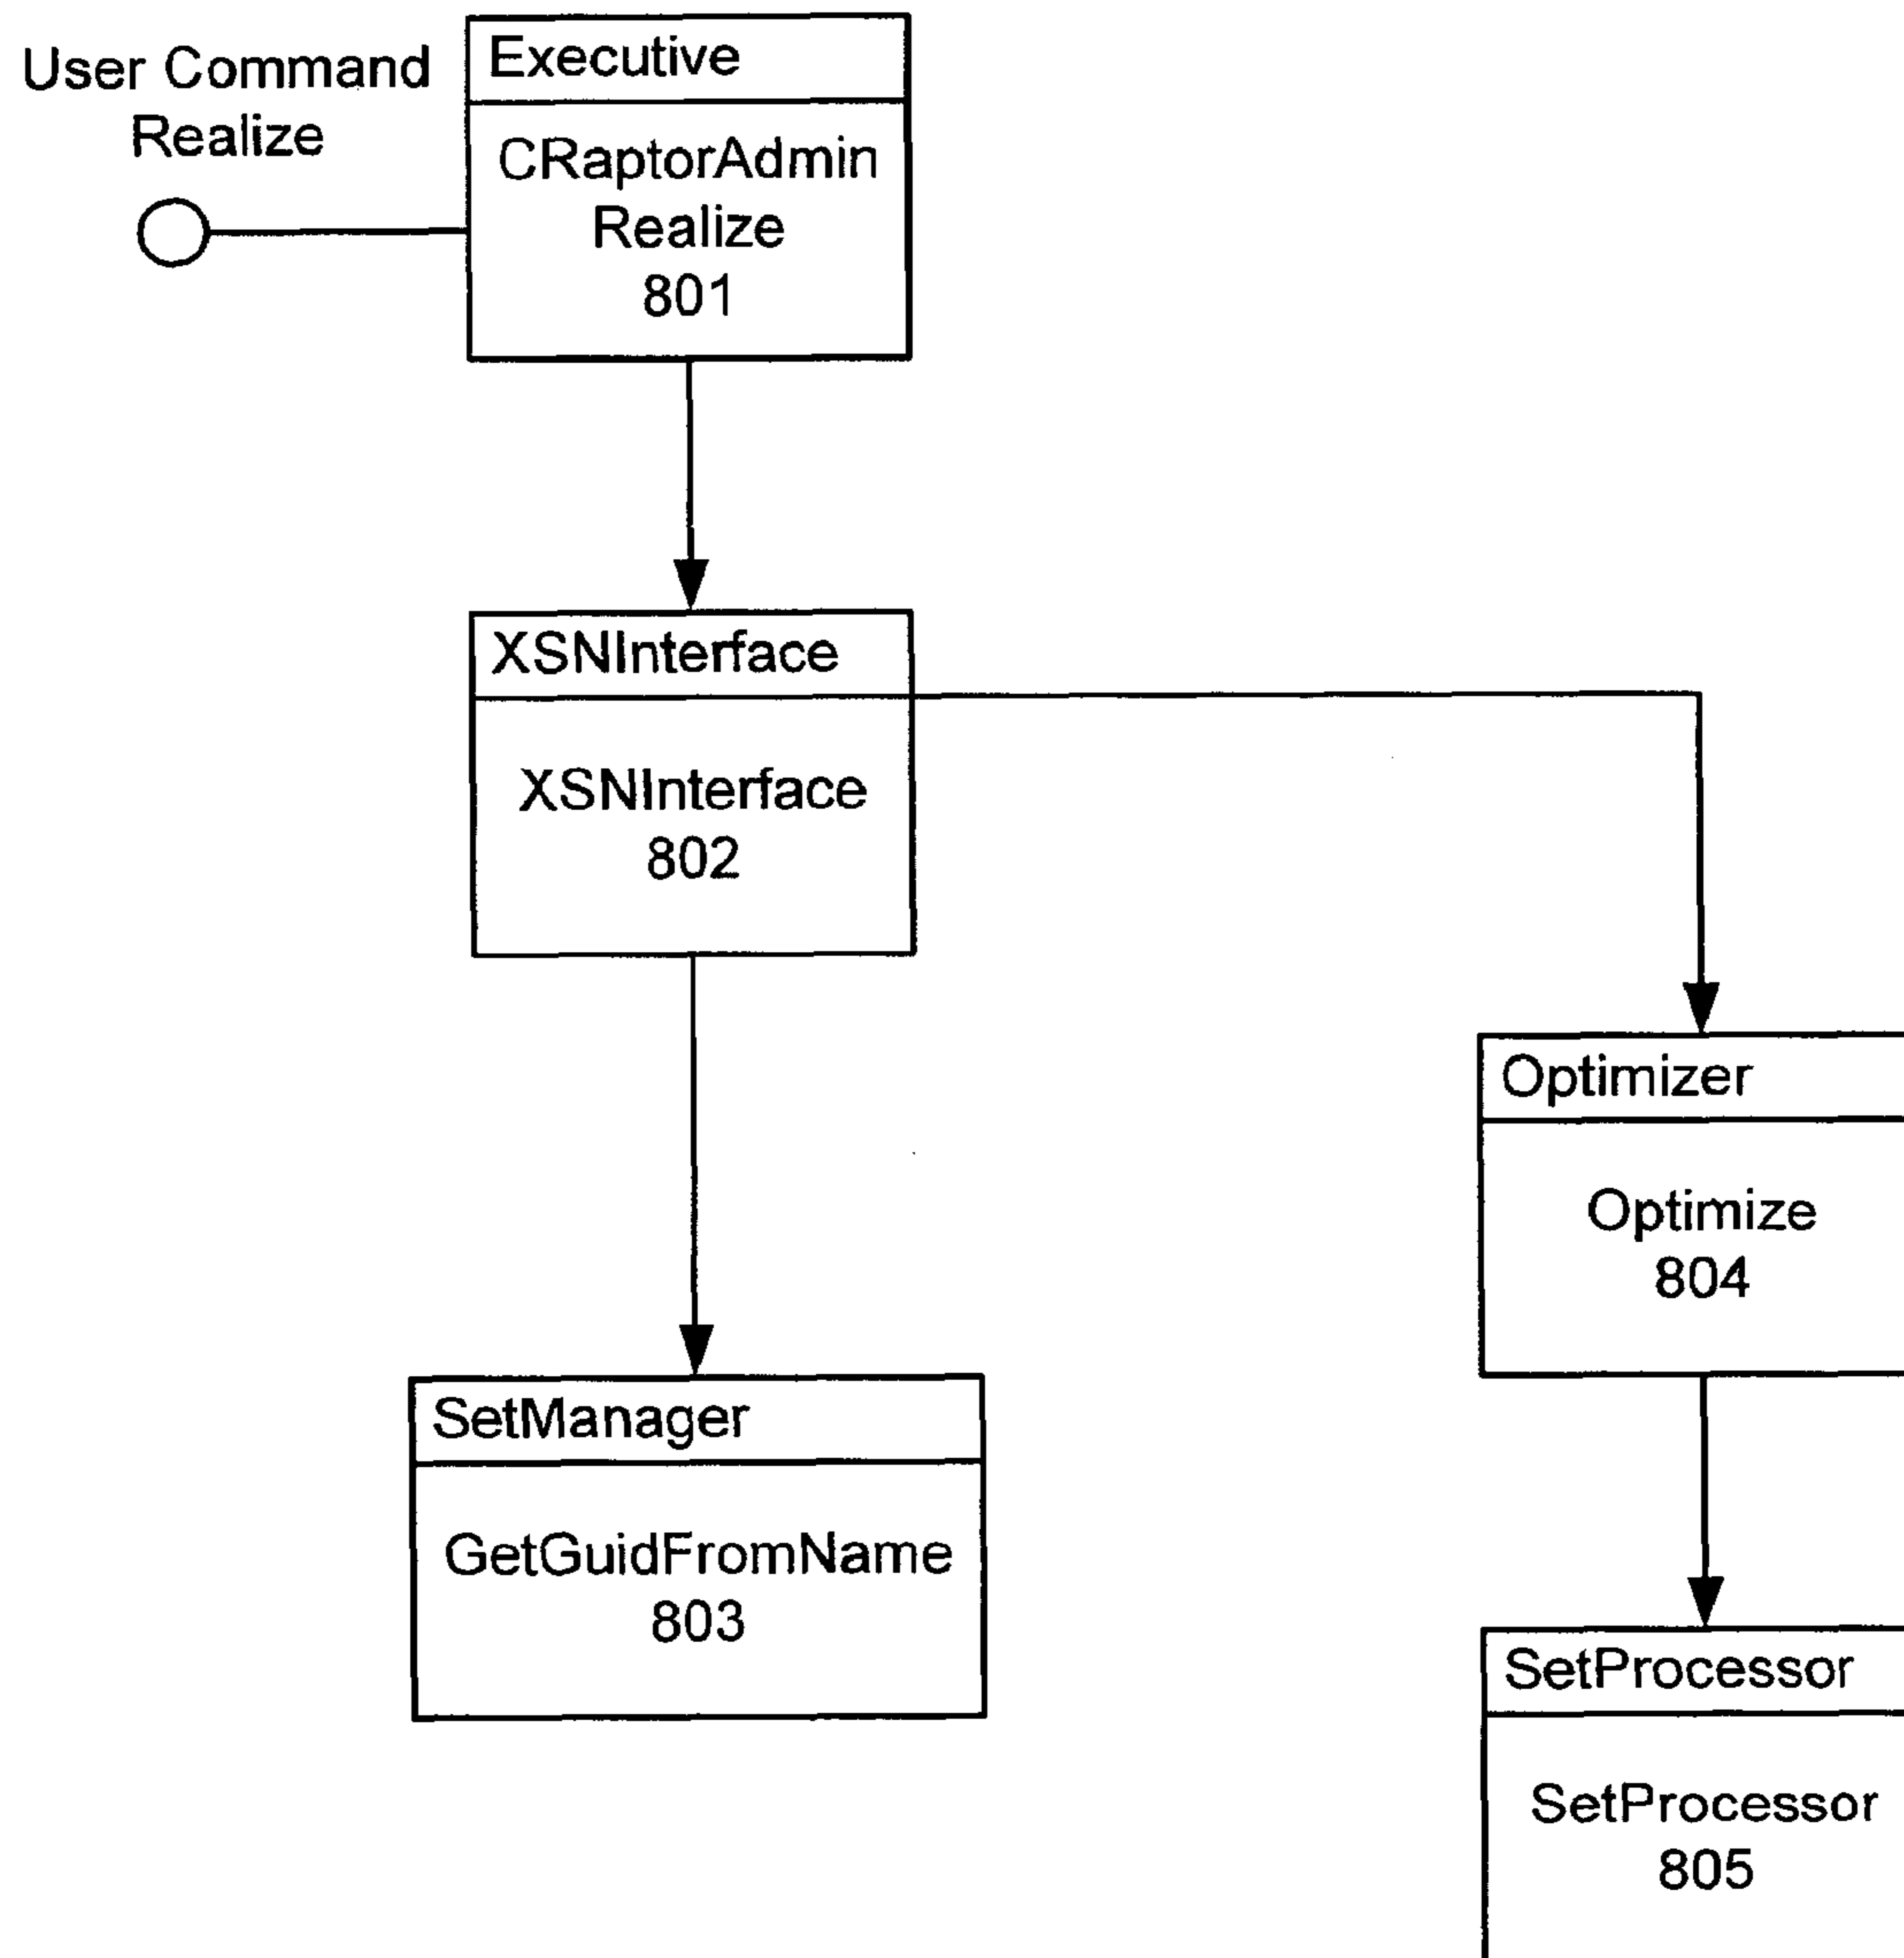 User Command
Realize
Executive
CRaptorAdmin
Realize
801
XSNInterface
XSNInterface
802
Optimizer
Optimize
804
SetManager
GetGuidFromName
803
SetProcessor
SetProcessor
805